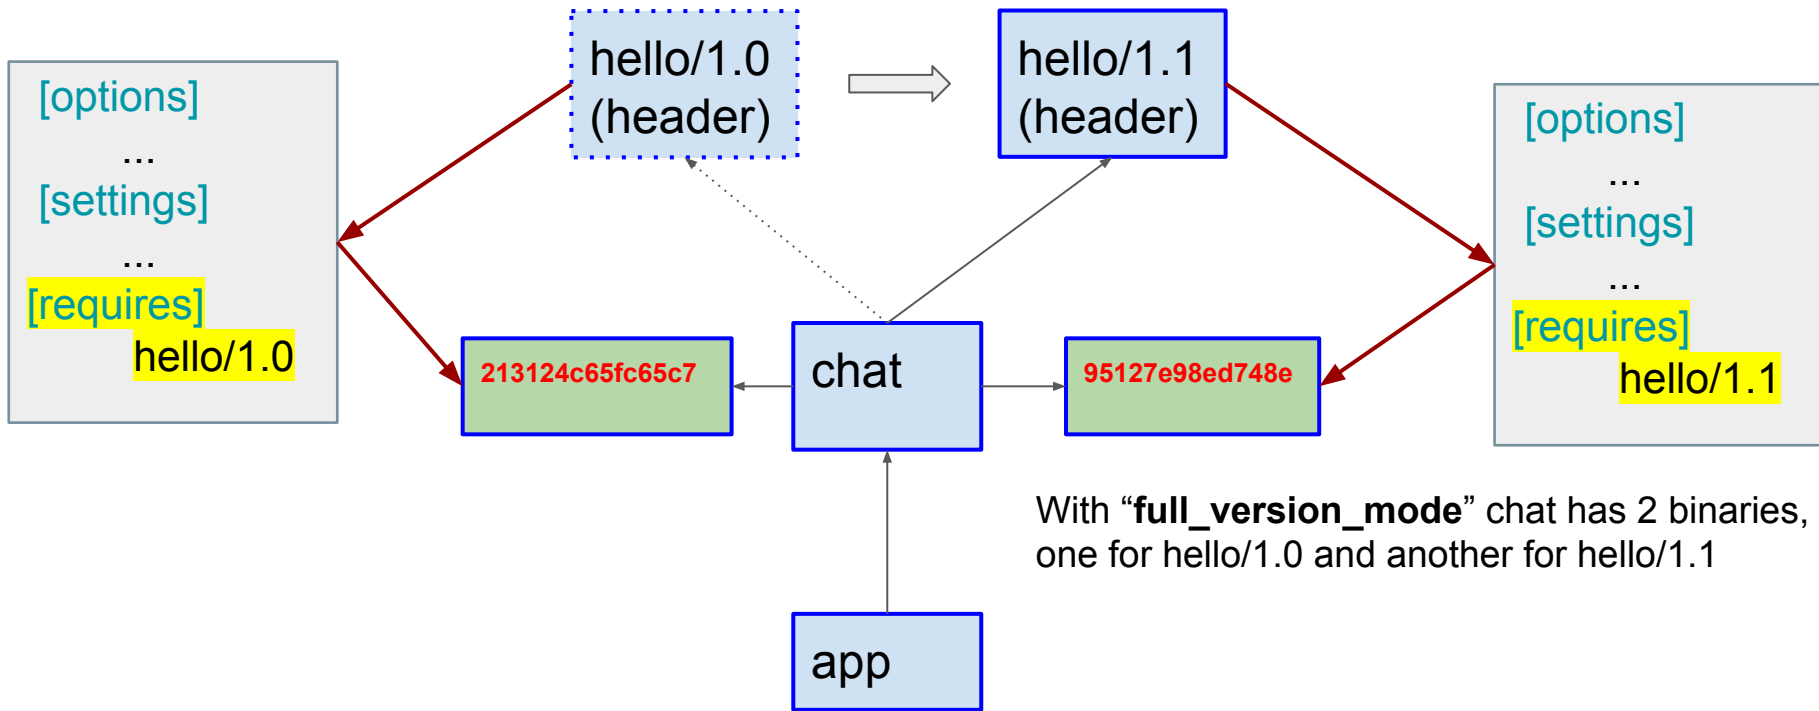 [options]
...
[settings]
...
[requires]
hello/1.0
hello/1.0
(header)
hello/1.1
(header)
[options]
...
[settings]
...
[requires]
hello/1.1
213124c65fc65c7
chat
95127e98ed748e
With “full_version_mode” chat has 2 binaries,
one for hello/1.0 and another for hello/1.1
app